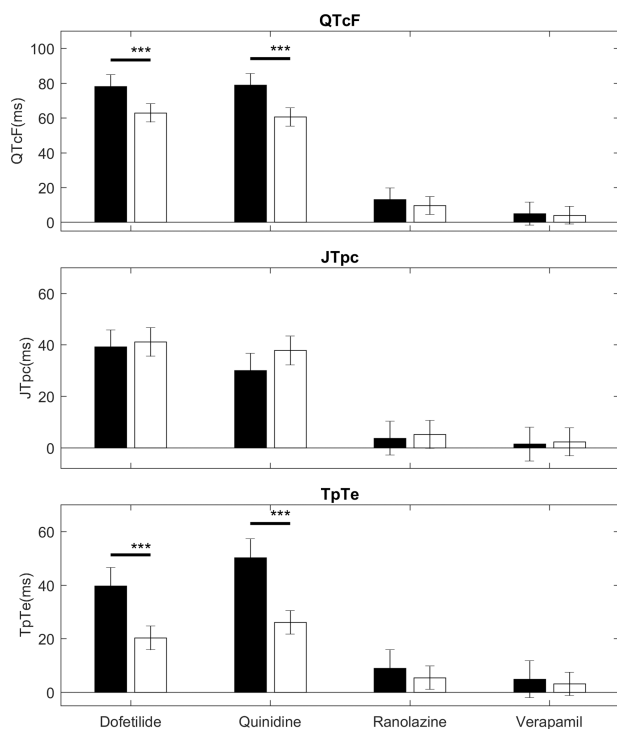 QTcF
100
80
60
40
20
0
QTcF(ms)
***
***
JTpc
60
40
20
0
JTpc(ms)
TpTe
60
40
20
0
TpTe(ms)
***
***
Dofetilide Quinidine Ranolazine Verapamil